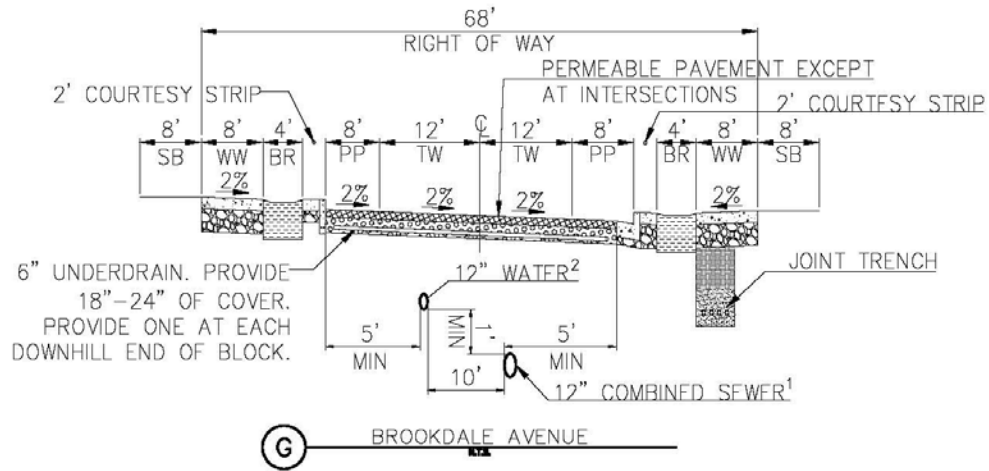 68'
RIGHT OF WAY
PERMEABLE PAVEMENT EXCEPT
AT INTERSECTIONS
2' COURTESY STRIP
2' COURTESY STRIP
8' 8' 4' 8' 12' ℄ 12' 8' 4' 8' 8'
SB WW BR PP TW TW PP BR WW SB
2% 2% 2% 2% 2%
6" UNDERDRAIN. PROVIDE
18"-24" OF COVER.
PROVIDE ONE AT EACH
DOWNHILL END OF BLOCK.
12" WATER²
JOINT TRENCH
5'
MIN
1'
MIN
5'
MIN
10'
12" COMBINED SEWER¹
G
BROOKDALE AVENUE
N.T.S.